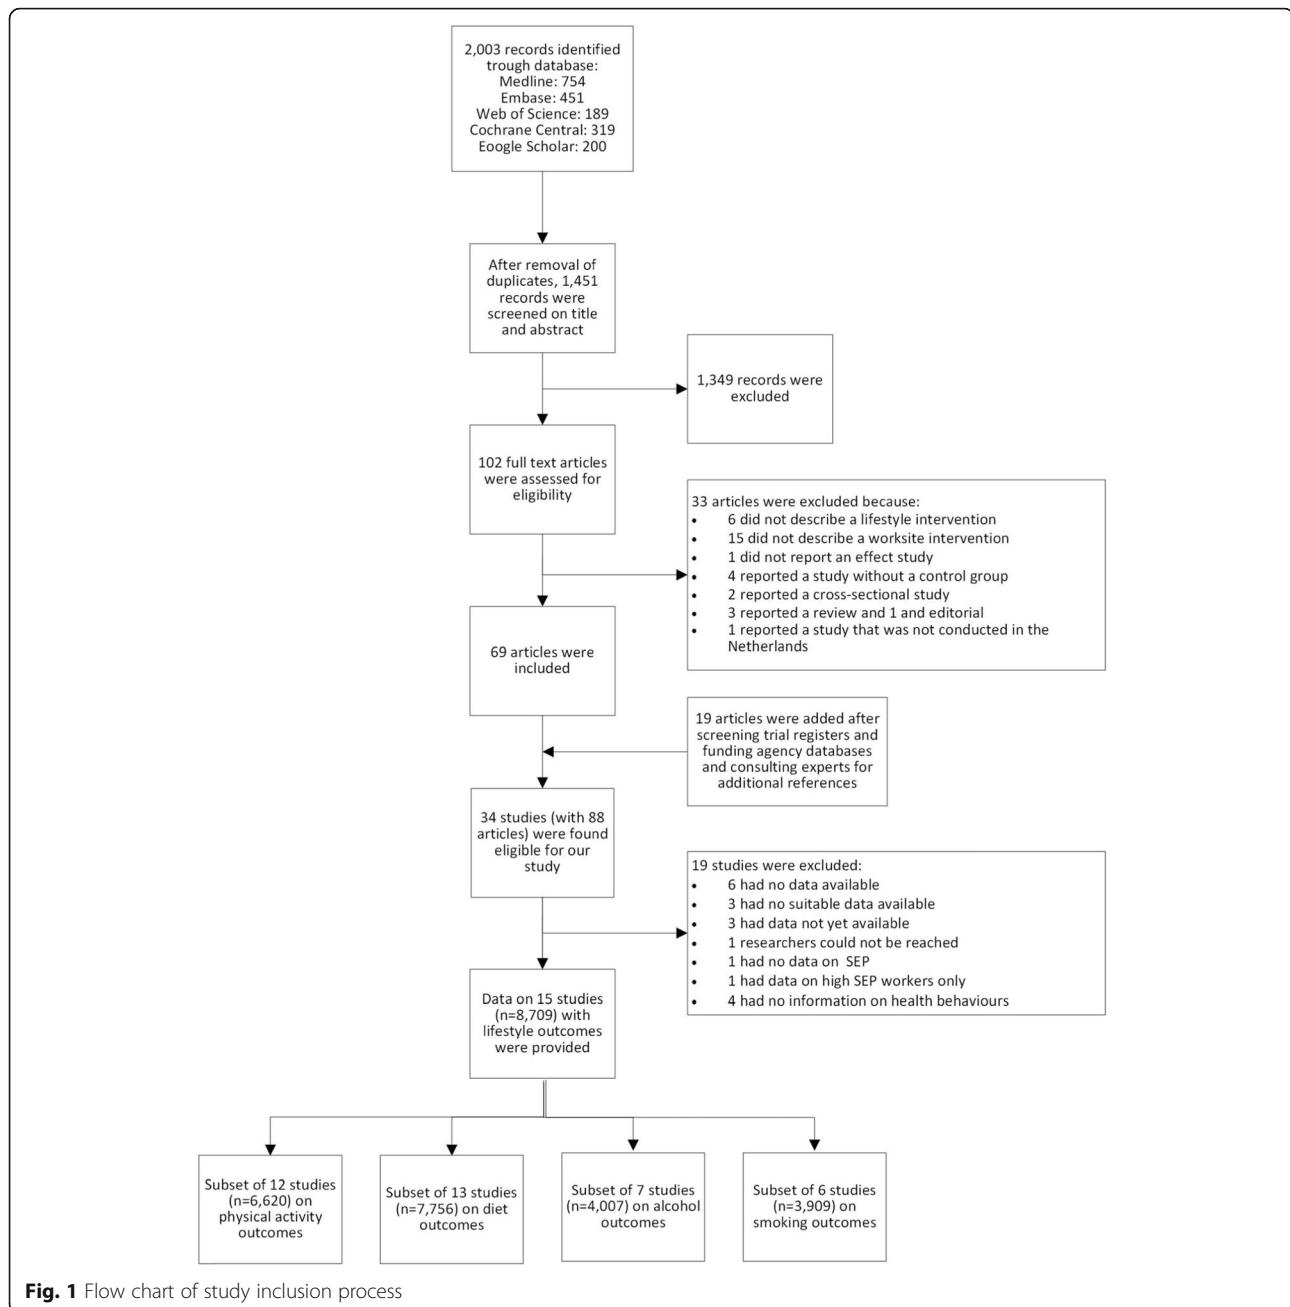 2,003 records identified
trough database:
Medline: 754
Embase: 451
Web of Science: 189
Cochrane Central: 319
Eoogle Scholar: 200
After removal of
duplicates, 1,451
records were
screened on title
and abstract
1,349 records were
excluded
102 full text articles
were assessed for
eligibility
33 articles were excluded because:
• 6 did not describe a lifestyle intervention
• 15 did not describe a worksite intervention
• 1 did not report an effect study
• 4 reported a study without a control group
• 2 reported a cross-sectional study
• 3 reported a review and 1 and editorial
• 1 reported a study that was not conducted in the
Netherlands
69 articles were
included
19 articles were added after
screening trial registers and
funding agency databases
and consulting experts for
additional references
34 studies (with 88
articles) were found
eligible for our
study
19 studies were excluded:
• 6 had no data available
• 3 had no suitable data available
• 3 had data not yet available
• 1 researchers could not be reached
• 1 had no data on SEP
• 1 had data on high SEP workers only
• 4 had no information on health behaviours
Data on 15 studies
(n=8,709) with
lifestyle outcomes
were provided
Subset of 12 studies
(n=6,620) on
physical activity
outcomes
Subset of 13 studies
(n=7,756) on diet
outcomes
Subset of 7 studies
(n=4,007) on alcohol
outcomes
Subset of 6 studies
(n=3,909) on
smoking outcomes
Fig. 1 Flow chart of study inclusion process